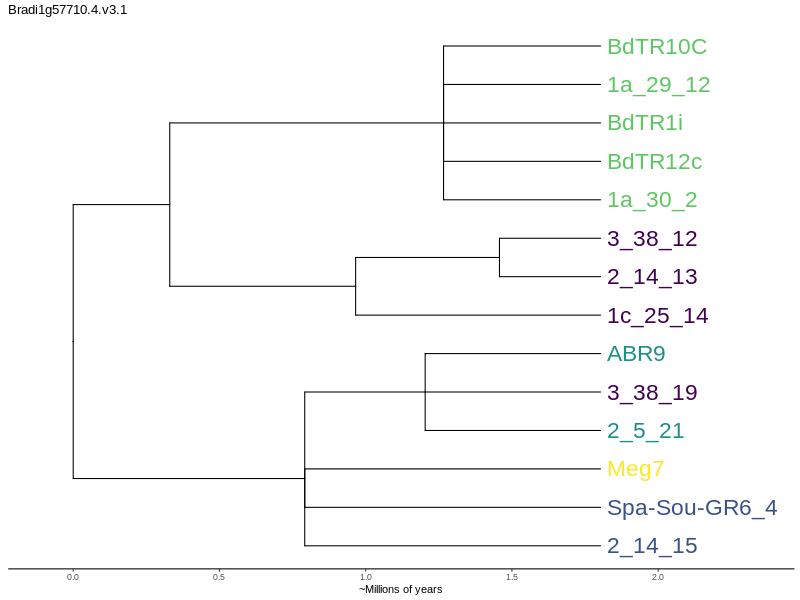 Bradi1g57710.4.v3.1
BdTR10C
1a_29_12
BdTR1i
BdTR12c
1a_30_2
3_38_12
2_14_13
1c_25_14
ABR9
3_38_19
2_5_21
Meg7
Spa-Sou-GR6_4
2_14_15
0.0 0.5 1.0 1.5 2.0
~Millions of years